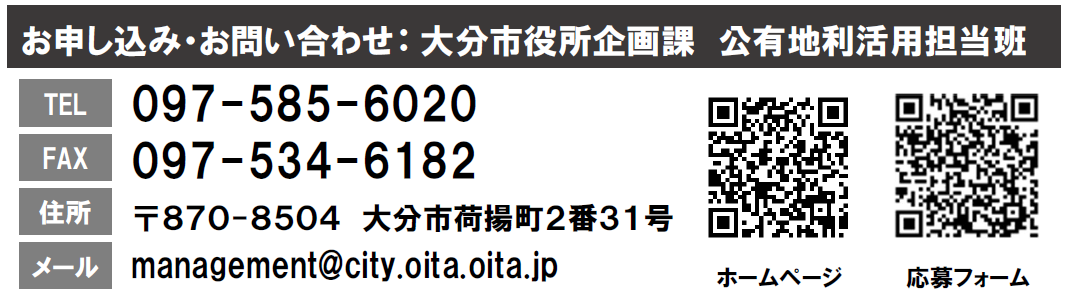 お申し込み・お問い合わせ：大分市役所企画課　公有地利活用担当班
TEL 097-585-6020
FAX 097-534-6182
住所 〒870-8504　大分市荷揚町2番31号
メール management@city.oita.oita.jp
ホームページ 応募フォーム